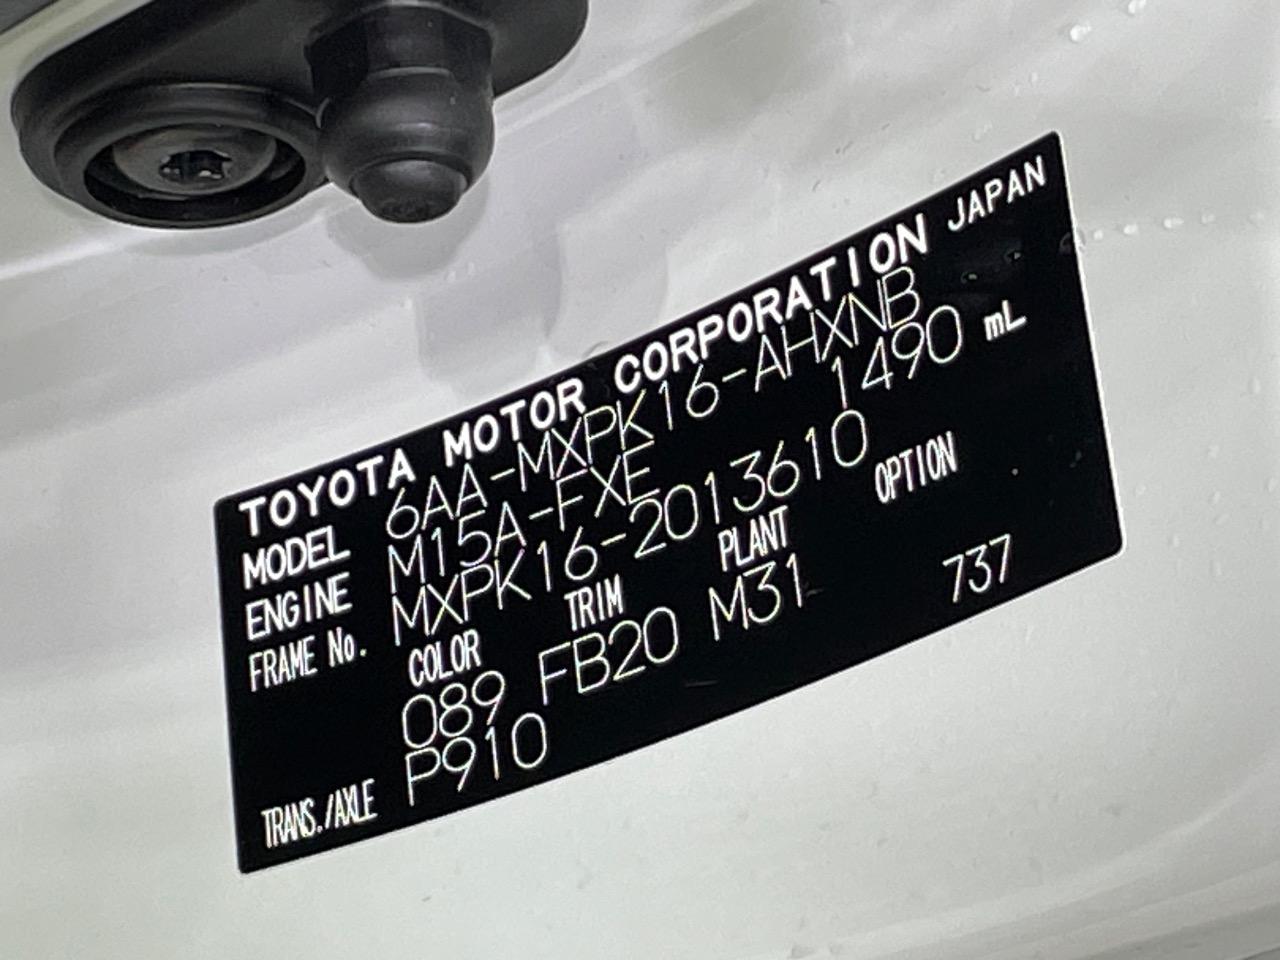 TOYOTA MOTOR CORPORATION JAPAN
MODEL 6AA-MXPK16-AHXNB
ENGINE M15A-FXE 1490 mL
FRAME No. MXPK16-2013610
COLOR TRIM PLANT OPTION
089 FB20 M31 737
TRANS./AXLE P910